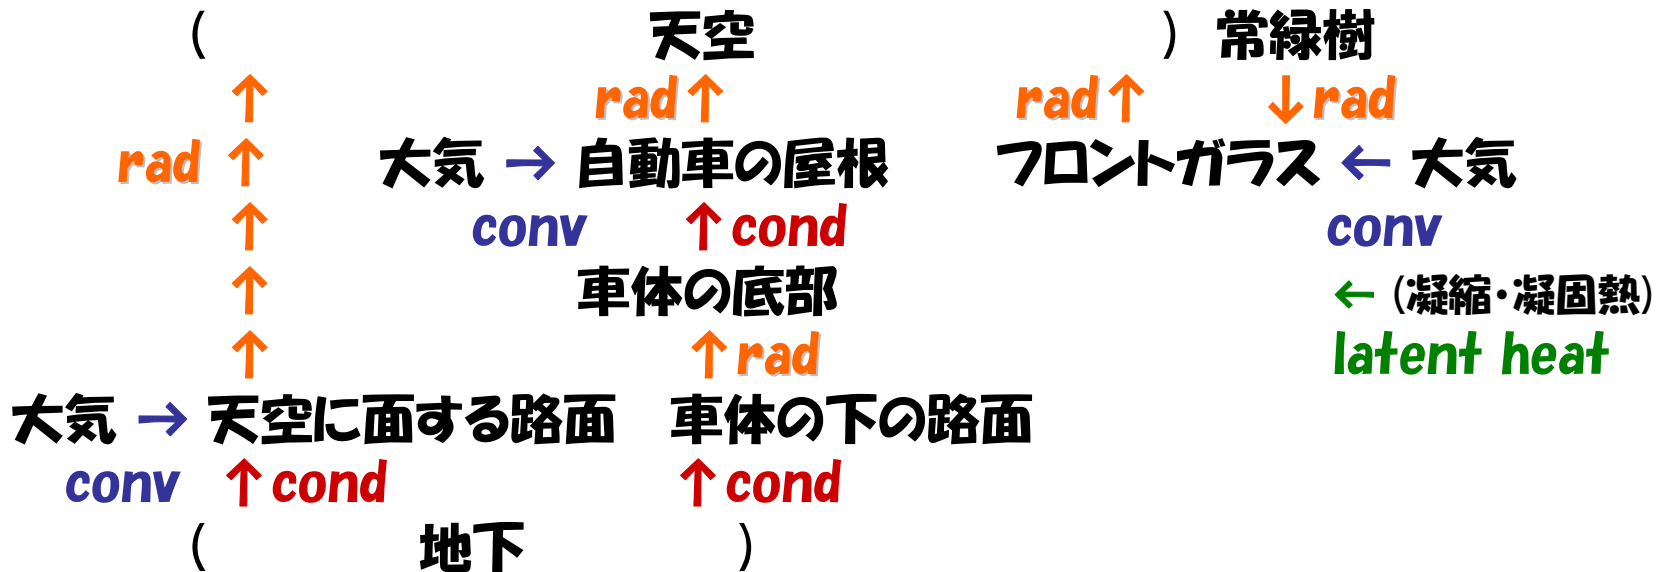 ( 天空 ) 常緑樹
↑ rad↑ rad↑ ↓rad
rad ↑ 大気 → 自動車の屋根 フロントガラス ← 大気
↑ conv ↑cond conv
↑ 車体の底部 ← (凝縮・凝固熱)
↑ ↑rad latent heat
大気 → 天空に面する路面 車体の下の路面
conv ↑cond ↑cond
( 地下 )